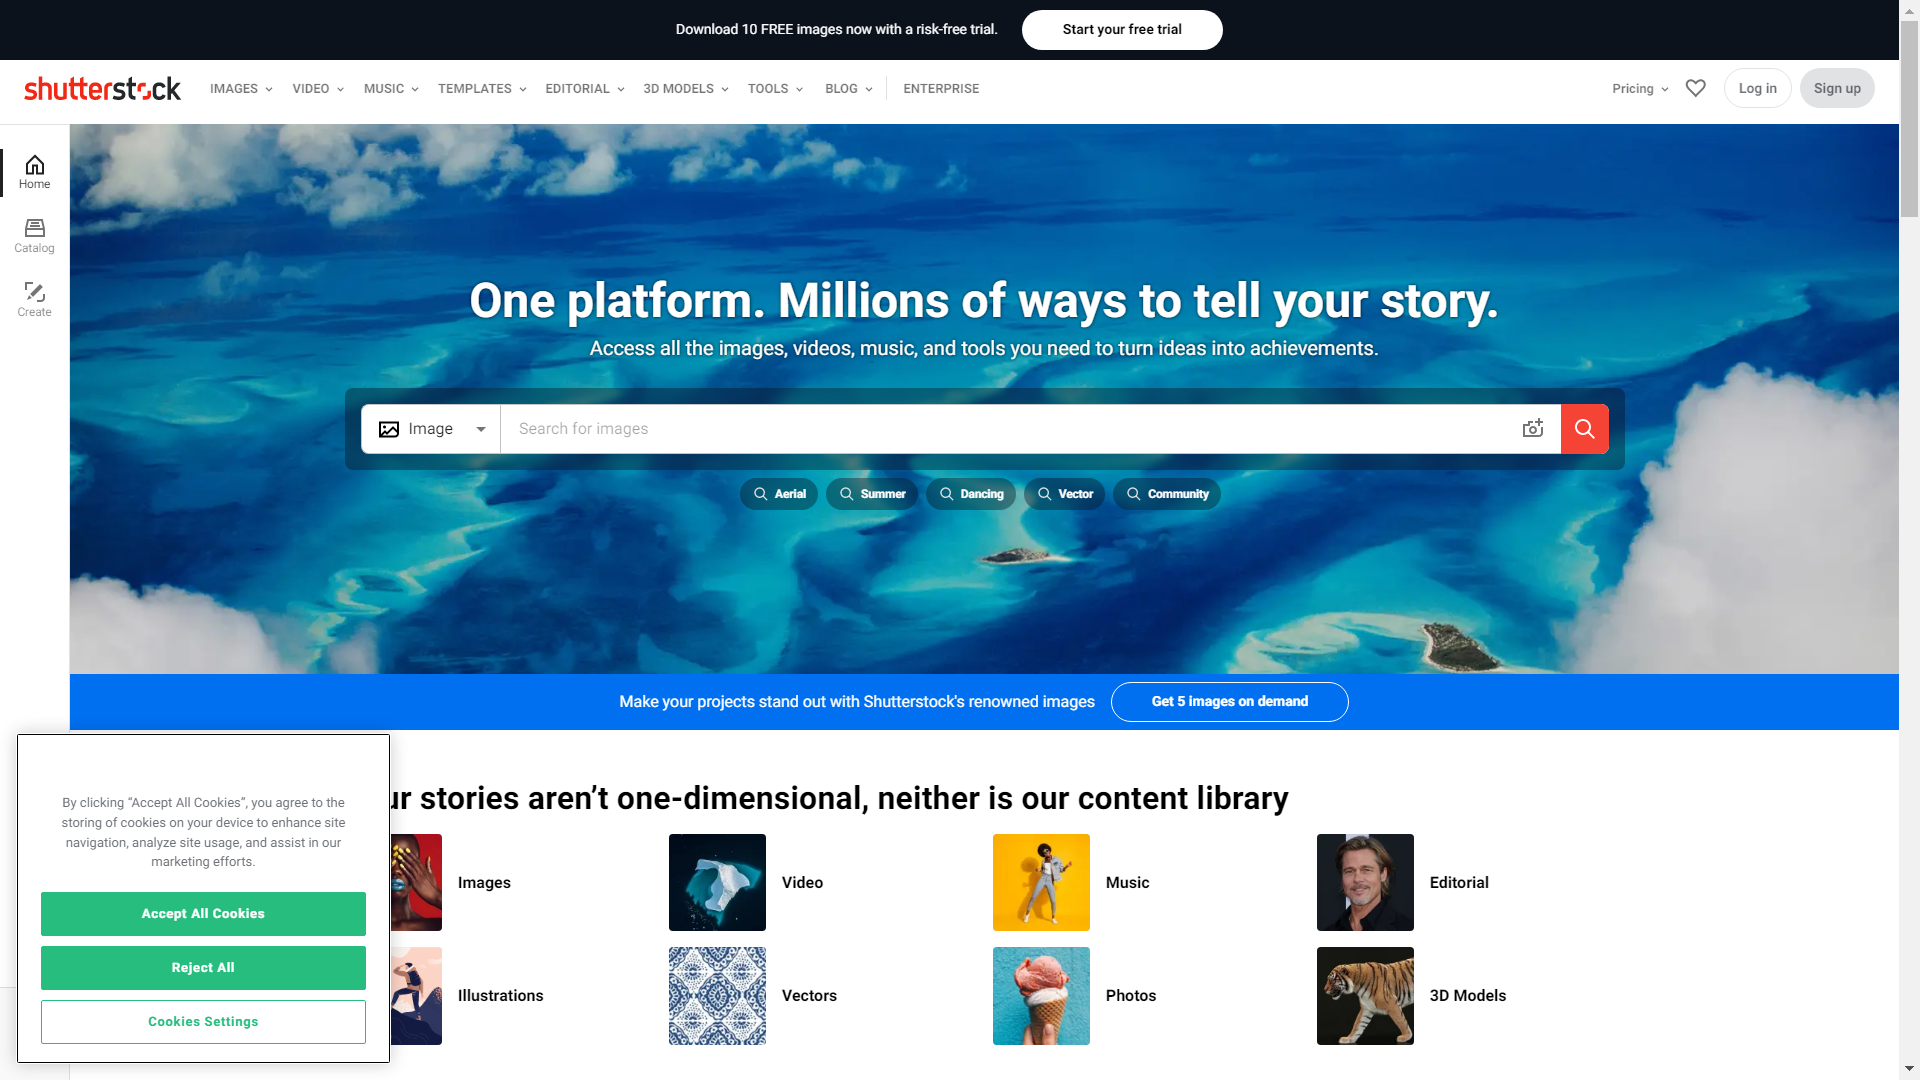 Download 10 FREE images now with a risk-free trial.
Start your free trial
shutterstock
IMAGES
VIDEO
MUSIC
TEMPLATES
EDITORIAL
3D MODELS
TOOLS
BLOG
ENTERPRISE
Pricing
Log in
Sign up
Home
Catalog
Create
One platform. Millions of ways to tell your story.
Access all the images, videos, music, and tools you need to turn ideas into achievements.
Image
Search for images
Aerial
Summer
Dancing
Vector
Community
Make your projects stand out with Shutterstock's renowned images
Get 5 images on demand
ur stories aren’t one-dimensional, neither is our content library
Images
Video
Music
Editorial
Illustrations
Vectors
Photos
3D Models
By clicking “Accept All Cookies”, you agree to the
storing of cookies on your device to enhance site
navigation, analyze site usage, and assist in our
marketing efforts.
Accept All Cookies
Reject All
Cookies Settings